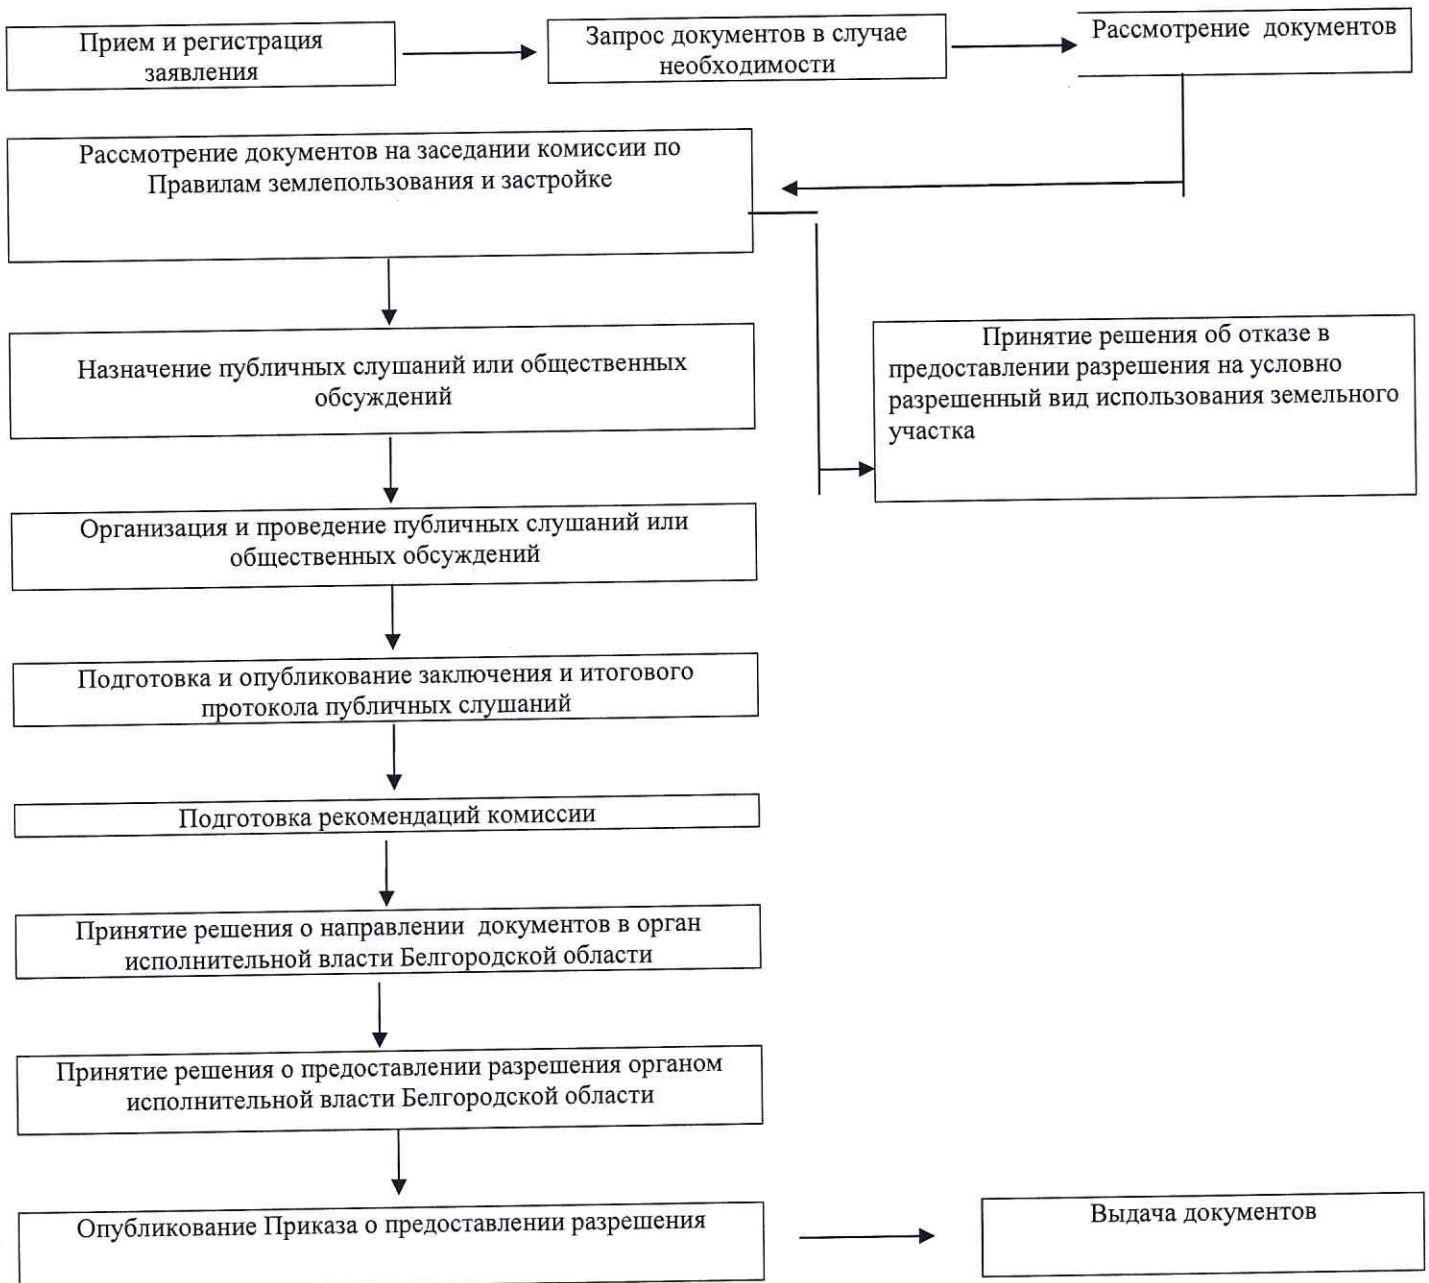 Прием и регистрация
заявления
Запрос документов в случае
необходимости
Рассмотрение документов
Рассмотрение документов на заседании комиссии по
Правилам землепользования и застройке
Назначение публичных слушаний или общественных
обсуждений
Принятие решения об отказе в
предоставлении разрешения на условно
разрешенный вид использования земельного
участка
Организация и проведение публичных слушаний или
общественных обсуждений
Подготовка и опубликование заключения и итогового
протокола публичных слушаний
Подготовка рекомендаций комиссии
Принятие решения о направлении документов в орган
исполнительной власти Белгородской области
Принятие решения о предоставлении разрешения органом
исполнительной власти Белгородской области
Опубликование Приказа о предоставлении разрешения
Выдача документов